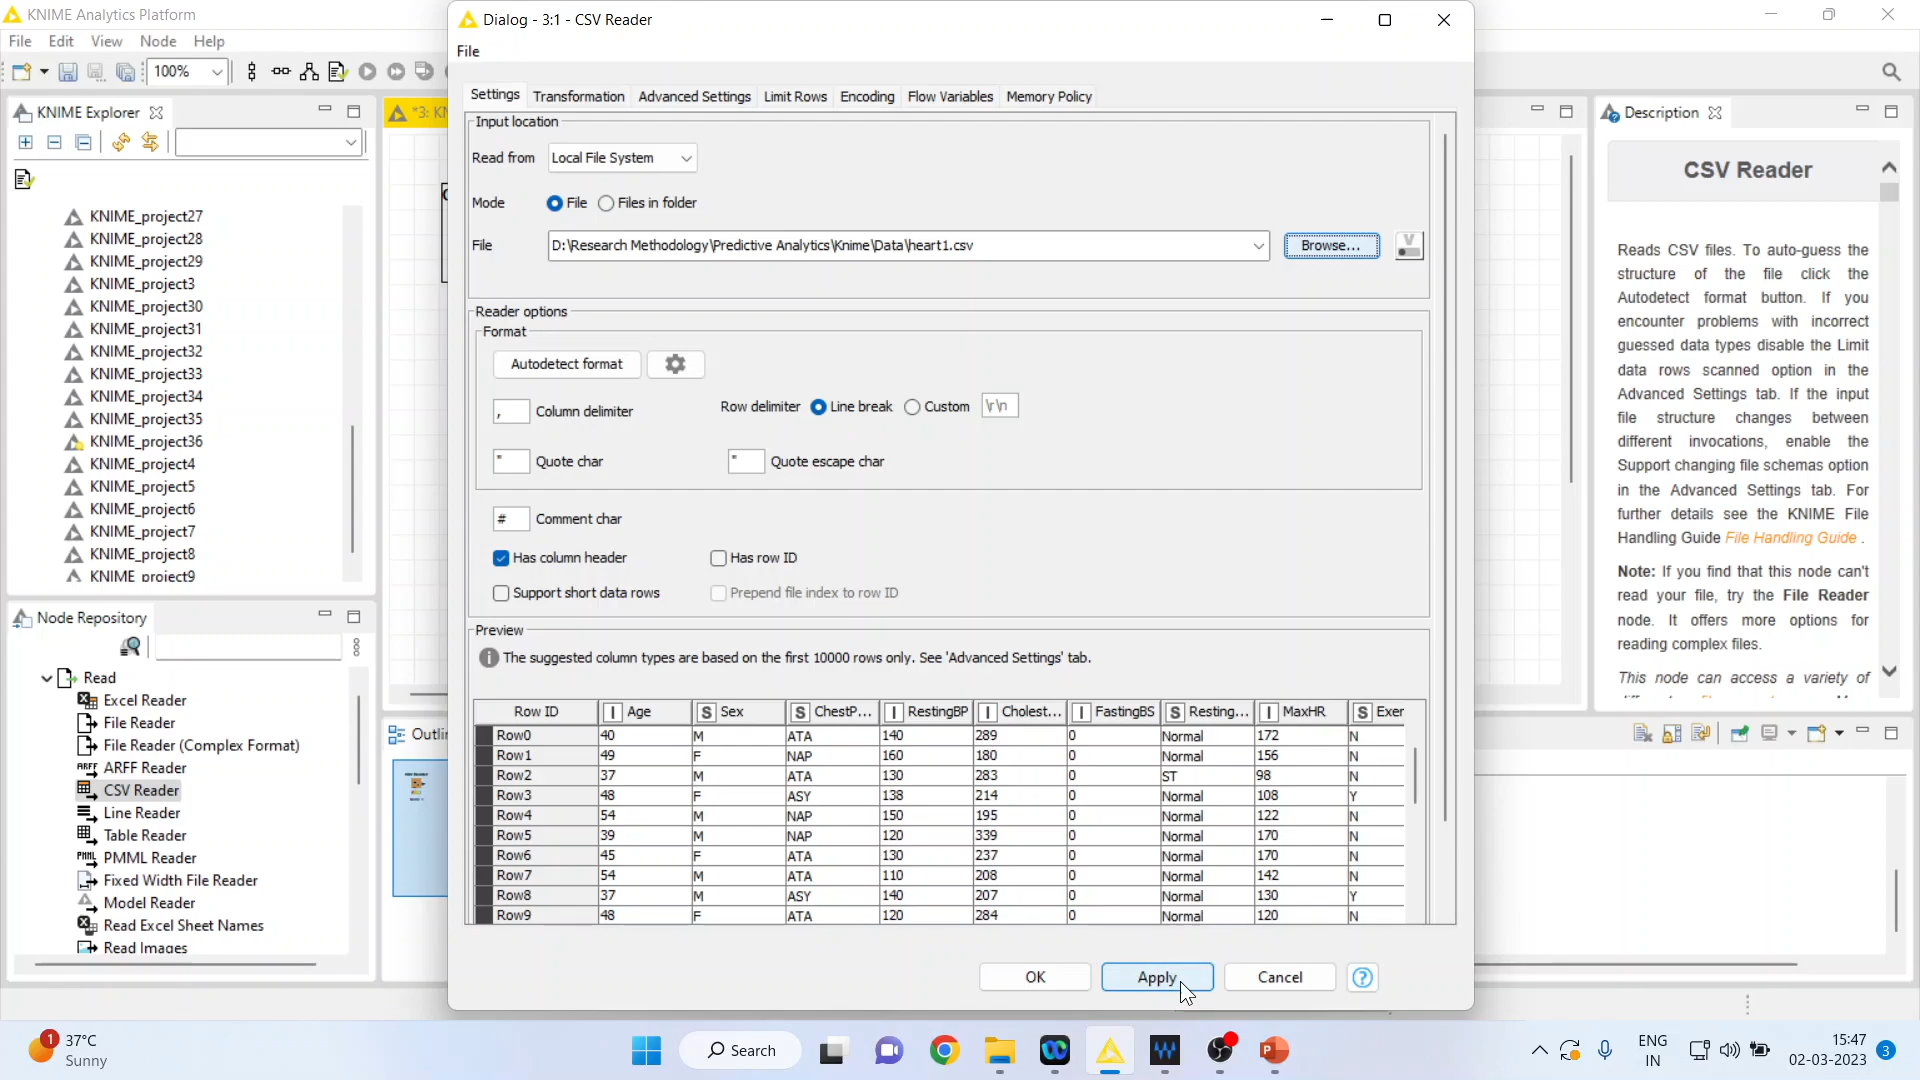 KNIME Analytics Platform
File Edit View Node Help
100%
KNIME Explorer
KNIME_project27
KNIME_project28
KNIME_project29
KNIME_project3
KNIME_project30
KNIME_project31
KNIME_project32
KNIME_project33
KNIME_project34
KNIME_project35
KNIME_project36
KNIME_project4
KNIME_project5
KNIME_project6
KNIME_project7
KNIME_project8
KNIME_project9
Node Repository
Read
Excel Reader
File Reader
File Reader (Complex Format)
ARFF ARFF Reader
CSV Reader
Line Reader
Table Reader
PMML PMML Reader
Fixed Width File Reader
Model Reader
Read Excel Sheet Names
Read Images
*3: KN
Outlin
Dialog - 3:1 - CSV Reader
File
Settings Transformation Advanced Settings Limit Rows Encoding Flow Variables Memory Policy
Input location
Read from Local File System
Mode File Files in folder
File D:\Research Methodology\Predictive Analytics\Knime\Data\heart1.csv Browse... V
Reader options
Format
Autodetect format
, Column delimiter Row delimiter Line break Custom \r\n
" Quote char " Quote escape char
# Comment char
Has column header Has row ID
Support short data rows Prepend file index to row ID
Preview
The suggested column types are based on the first 10000 rows only. See 'Advanced Settings' tab.
Row ID I Age S Sex S ChestP... I RestingBP I Cholest... I FastingBS S Resting... I MaxHR S Exer
Row0 40 M ATA 140 289 0 Normal 172 N
Row1 49 F NAP 160 180 0 Normal 156 N
Row2 37 M ATA 130 283 0 ST 98 N
Row3 48 F ASY 138 214 0 Normal 108 Y
Row4 54 M NAP 150 195 0 Normal 122 N
Row5 39 M NAP 120 339 0 Normal 170 N
Row6 45 F ATA 130 237 0 Normal 170 N
Row7 54 M ATA 110 208 0 Normal 142 N
Row8 37 M ASY 140 207 0 Normal 130 Y
Row9 48 F ATA 120 284 0 Normal 120 N
OK Apply Cancel ?
Description
CSV Reader
Reads CSV files. To auto-guess the
structure of the file click the
Autodetect format button. If you
encounter problems with incorrect
guessed data types disable the Limit
data rows scanned option in the
Advanced Settings tab. If the input
file structure changes between
different invocations, enable the
Support changing file schemas option
in the Advanced Settings tab. For
further details see the KNIME File
Handling Guide File Handling Guide .
Note: If you find that this node can't
read your file, try the File Reader
node. It offers more options for
reading complex files.
This node can access a variety of
1 37°C
Sunny
Search
ENG
IN
15:47
02-03-2023
3